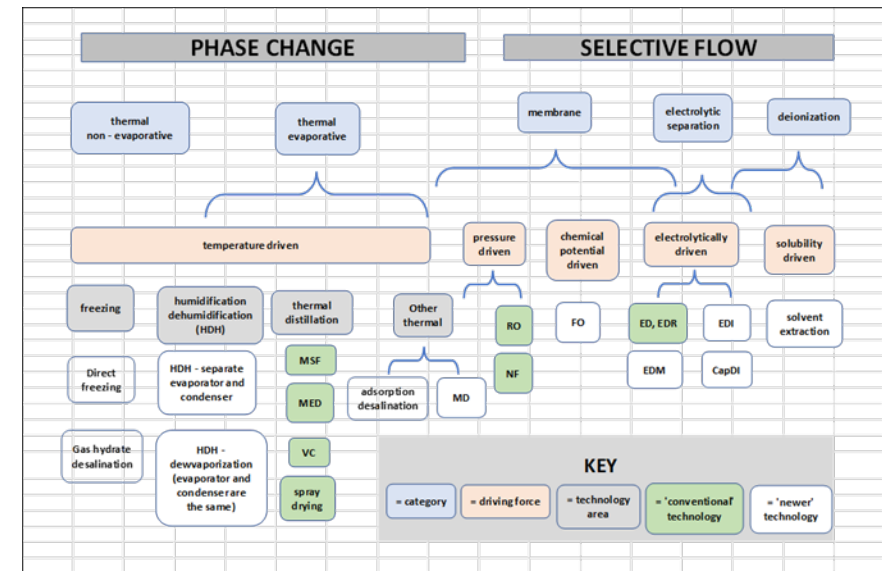 PHASE CHANGE
SELECTIVE FLOW
thermal
non - evaporative
thermal
evaporative
membrane
electrolytic
separation
deionization
temperature driven
pressure
driven
chemical
potential
driven
electrolytically
driven
solubility
driven
freezing
humidification
dehumidification
(HDH)
thermal
distillation
Other
thermal
RO
FO
ED, EDR
EDI
solvent
extraction
Direct
freezing
HDH - separate
evaporator and
condenser
MSF
MED
adsorption
desalination
MD
NF
EDM
CapDI
Gas hydrate
desalination
HDH -
dewvaporization
(evaporator and
condenser are
the same)
VC
spray
drying
KEY
= category
= driving force
= technology
area
= 'conventional'
technology
= 'newer'
technology